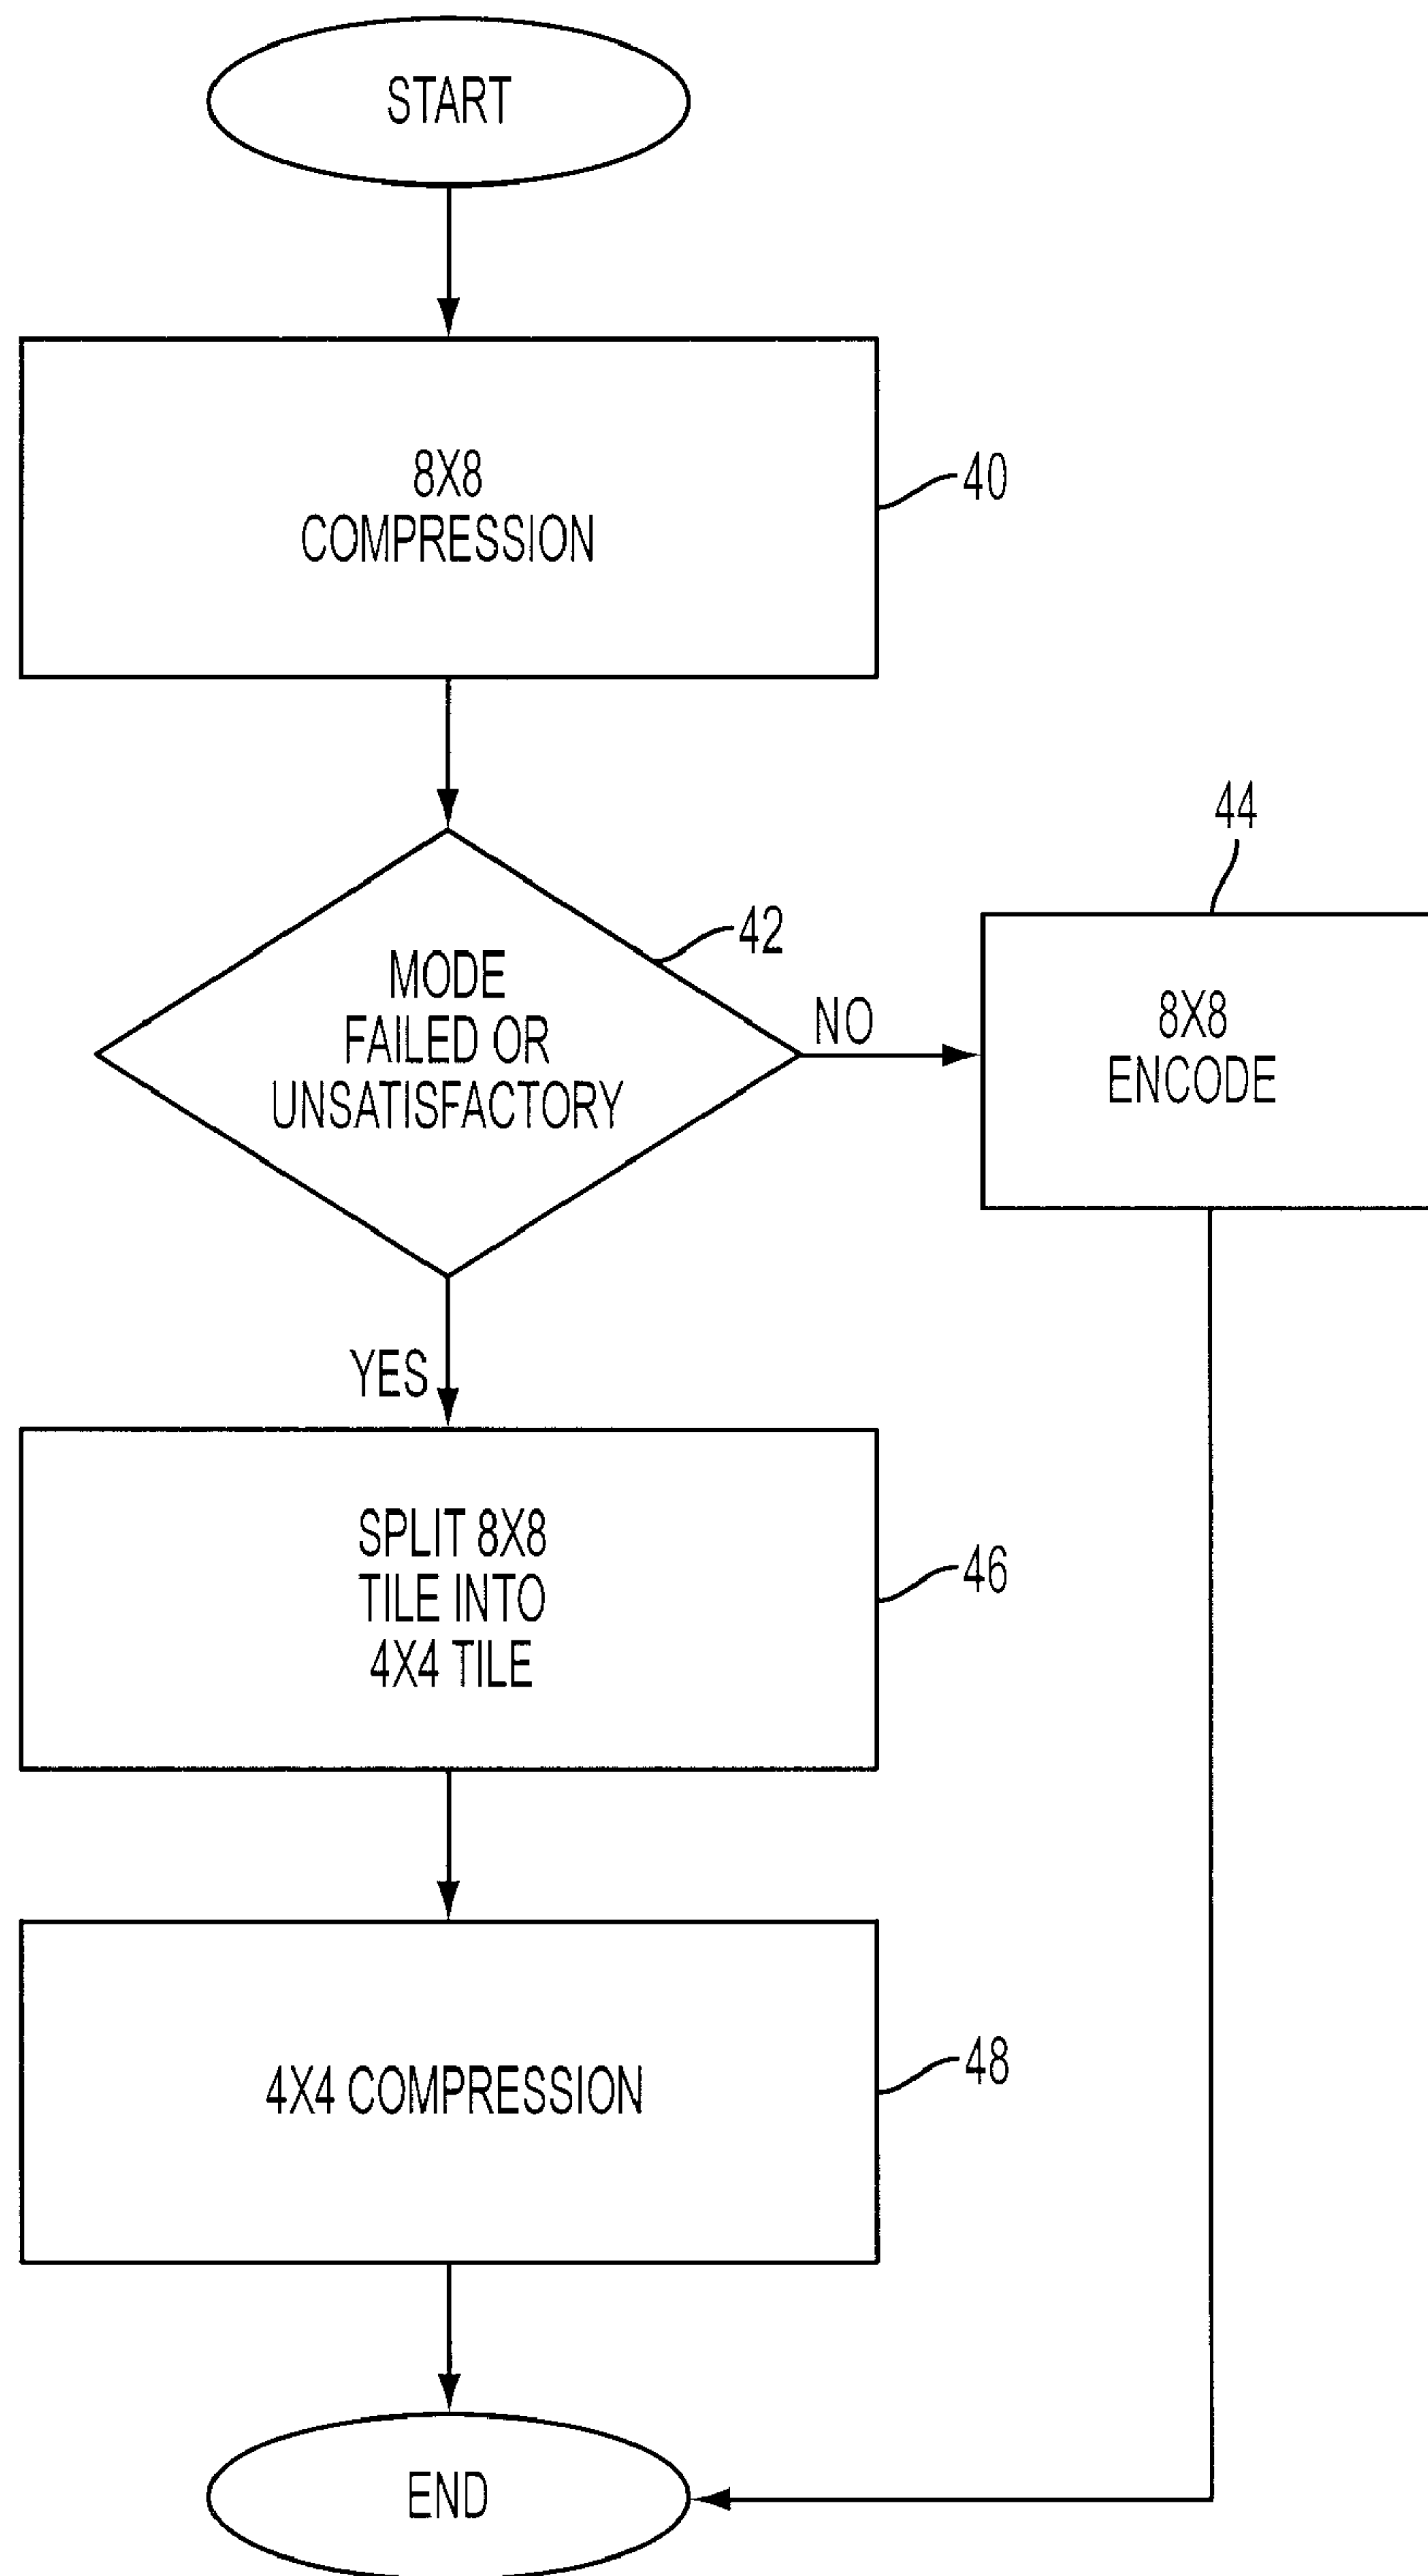 START
8X8
COMPRESSION
40
MODE
FAILED OR
UNSATISFACTORY
42
NO
44
8X8
ENCODE
YES
SPLIT 8X8
TILE INTO
4X4 TILE
46
4X4 COMPRESSION
48
END